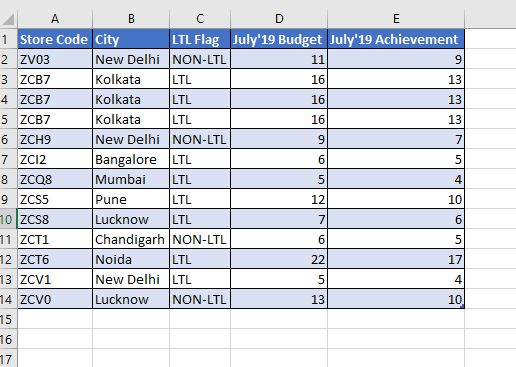 A B C D E
1 Store Code City LTL Flag July'19 Budget July'19 Achievement
2 ZV03 New Delhi NON-LTL 11 9
3 ZCB7 Kolkata LTL 16 13
4 ZCB7 Kolkata LTL 16 13
5 ZCB7 Kolkata LTL 16 13
6 ZCH9 New Delhi NON-LTL 9 7
7 ZCI2 Bangalore LTL 6 5
8 ZCQ8 Mumbai LTL 5 4
9 ZCS5 Pune LTL 12 10
10 ZCS8 Lucknow LTL 7 6
11 ZCT1 Chandigarh NON-LTL 6 5
12 ZCT6 Noida LTL 22 17
13 ZCV1 New Delhi LTL 5 4
14 ZCV0 Lucknow NON-LTL 13 10
15
16
17